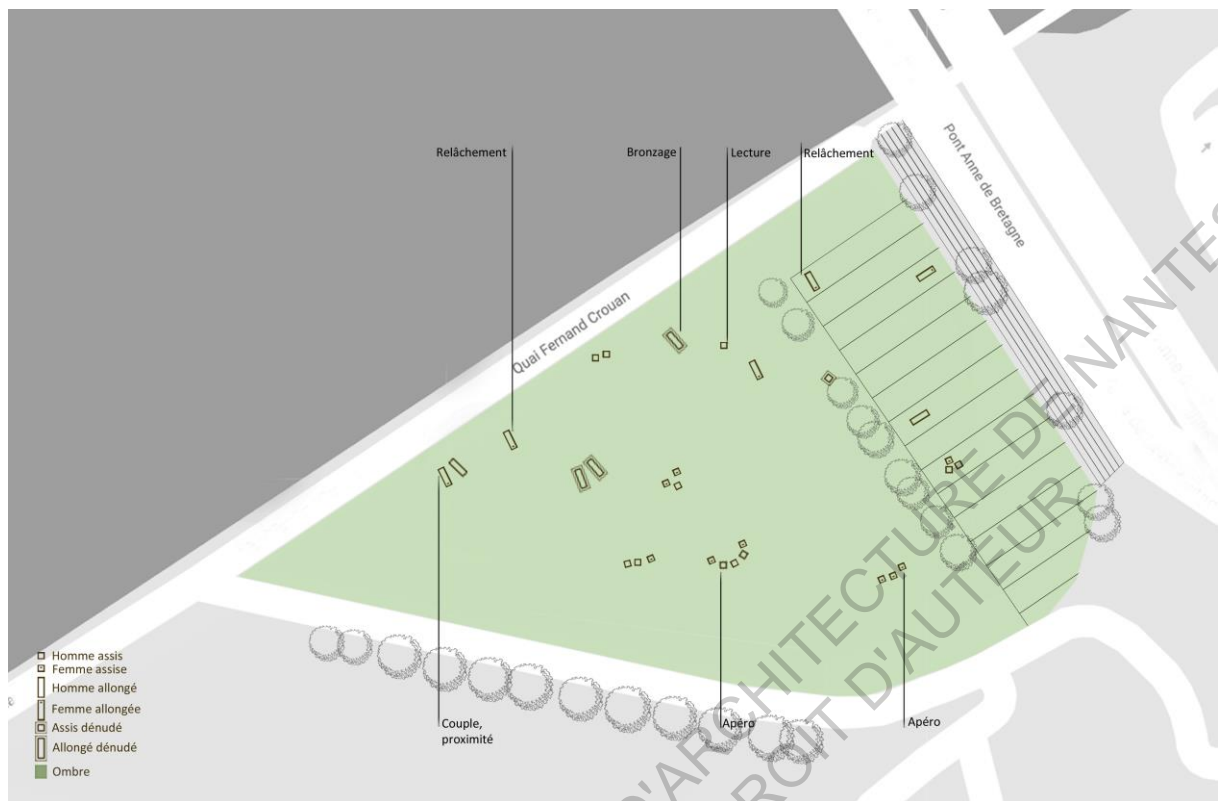 Relâchement
Bronzage
Lecture
Relâchement
Pont Anne de Bretagne
Quai Fernand Crouan
Homme assis
Femme assise
Homme allongé
Femme allongée
Assis dénudé
Allongé dénudé
Ombre
Couple,
proximité
Apéro
Apéro
D'ARCHITECTURE DE NANTES
DROIT D'AUTEUR